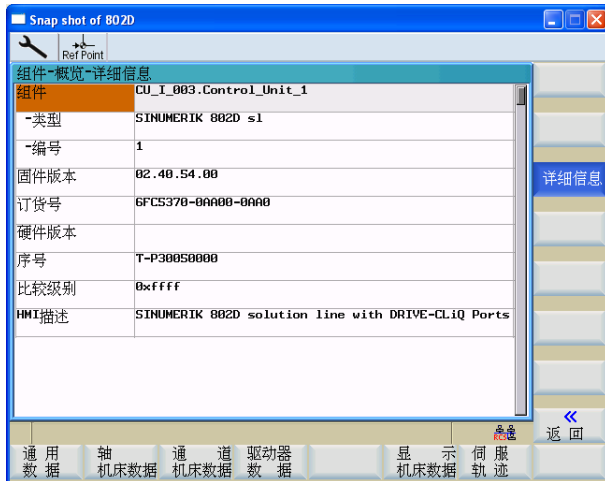 Snap shot of 802D
Ref Point
组件-概览-详细信息
组件 CU_I_003.Control_Unit_1
-类型 SINUMERIK 802D sl
-编号 1
固件版本 02.40.54.00
详细信息
订货号 6FC5370-0AA00-0AA0
硬件版本
序号 T-P30050000
比较级别 0xffff
HMI描述 SINUMERIK 802D solution line with DRIVE-CLiQ Ports
RCS
«
返 回
通 用 轴 通 道 驱动器 显 示 伺 服
数 据 机床数据 机床数据 数 据 机床数据 轨 迹